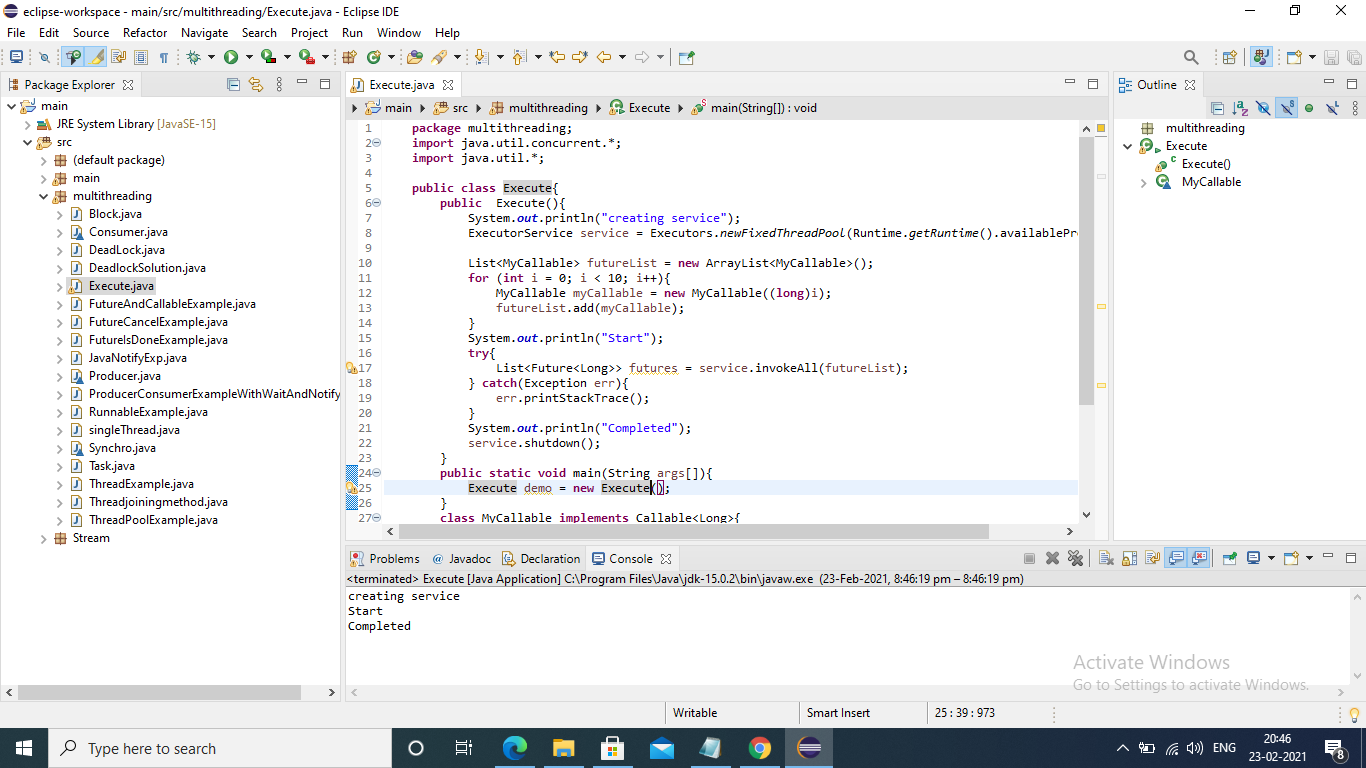 eclipse-workspace - main/src/multithreading/Execute.java - Eclipse IDE
File Edit Source Refactor Navigate Search Project Run Window Help
Package Explorer
main
JRE System Library [JavaSE-15]
src
(default package)
main
multithreading
Block.java
Consumer.java
DeadLock.java
DeadlockSolution.java
Execute.java
FutureAndCallableExample.java
FutureCancelExample.java
FutureIsDoneExample.java
JavaNotifyExp.java
Producer.java
ProducerConsumerExampleWithWaitAndNotify
RunnableExample.java
singleThread.java
Synchro.java
Task.java
ThreadExample.java
Threadjoiningmethod.java
ThreadPoolExample.java
Stream
Execute.java
main src multithreading Execute main(String[]) : void
1 package multithreading;
2 import java.util.concurrent.*;
3 import java.util.*;
4
5 public class Execute{
6 public  Execute(){
7 System.out.println("creating service");
8 ExecutorService service = Executors.newFixedThreadPool(Runtime.getRuntime().availablePr
9
10 List<MyCallable> futureList = new ArrayList<MyCallable>();
11 for (int i = 0; i < 10; i++){
12 MyCallable myCallable = new MyCallable((long)i);
13 futureList.add(myCallable);
14 }
15 System.out.println("Start");
16 try{
17 List<Future<Long>> futures = service.invokeAll(futureList);
18 } catch(Exception err){
19 err.printStackTrace();
20 }
21 System.out.println("Completed");
22 service.shutdown();
23 }
24 public static void main(String args[]){
25 Execute demo = new Execute();
26 }
27 class MyCallable implements Callable<Long>{
Outline
multithreading
Execute
Execute()
MyCallable
Problems @ Javadoc Declaration Console
<terminated> Execute [Java Application] C:\Program Files\Java\jdk-15.0.2\bin\javaw.exe (23-Feb-2021, 8:46:19 pm – 8:46:19 pm)
creating service
Start
Completed
Activate Windows
Go to Settings to activate Windows.
Writable Smart Insert 25 : 39 : 973
Type here to search
ENG
20:46
23-02-2021
8